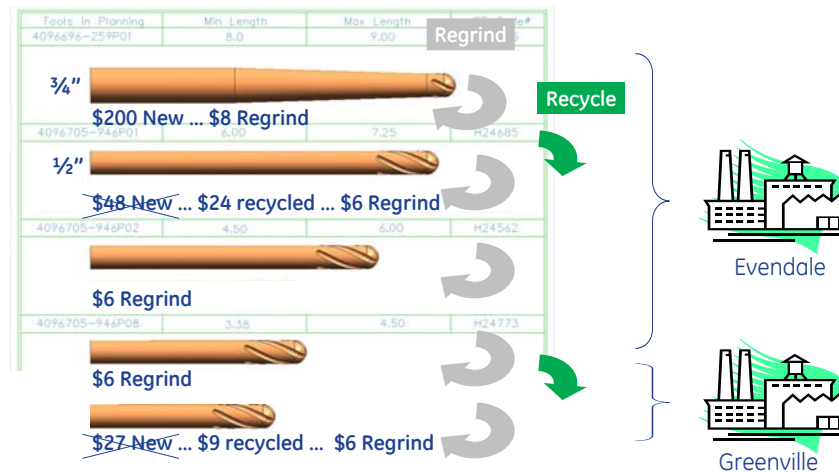 Tools In Planning Min Length Max Length
4096696-259P01 8.0 9.00
Regrind
¾”
Recycle
$200 New ... $8 Regrind
4096705-946P01 6.00 7.25 H24685
½”
$48 New ... $24 recycled ... $6 Regrind
4096705-946P02 4.50 6.00 H24562
Evendale
$6 Regrind
4096705-946P08 3.38 4.50 H24773
$6 Regrind
$27 New ... $9 recycled ... $6 Regrind
Greenville